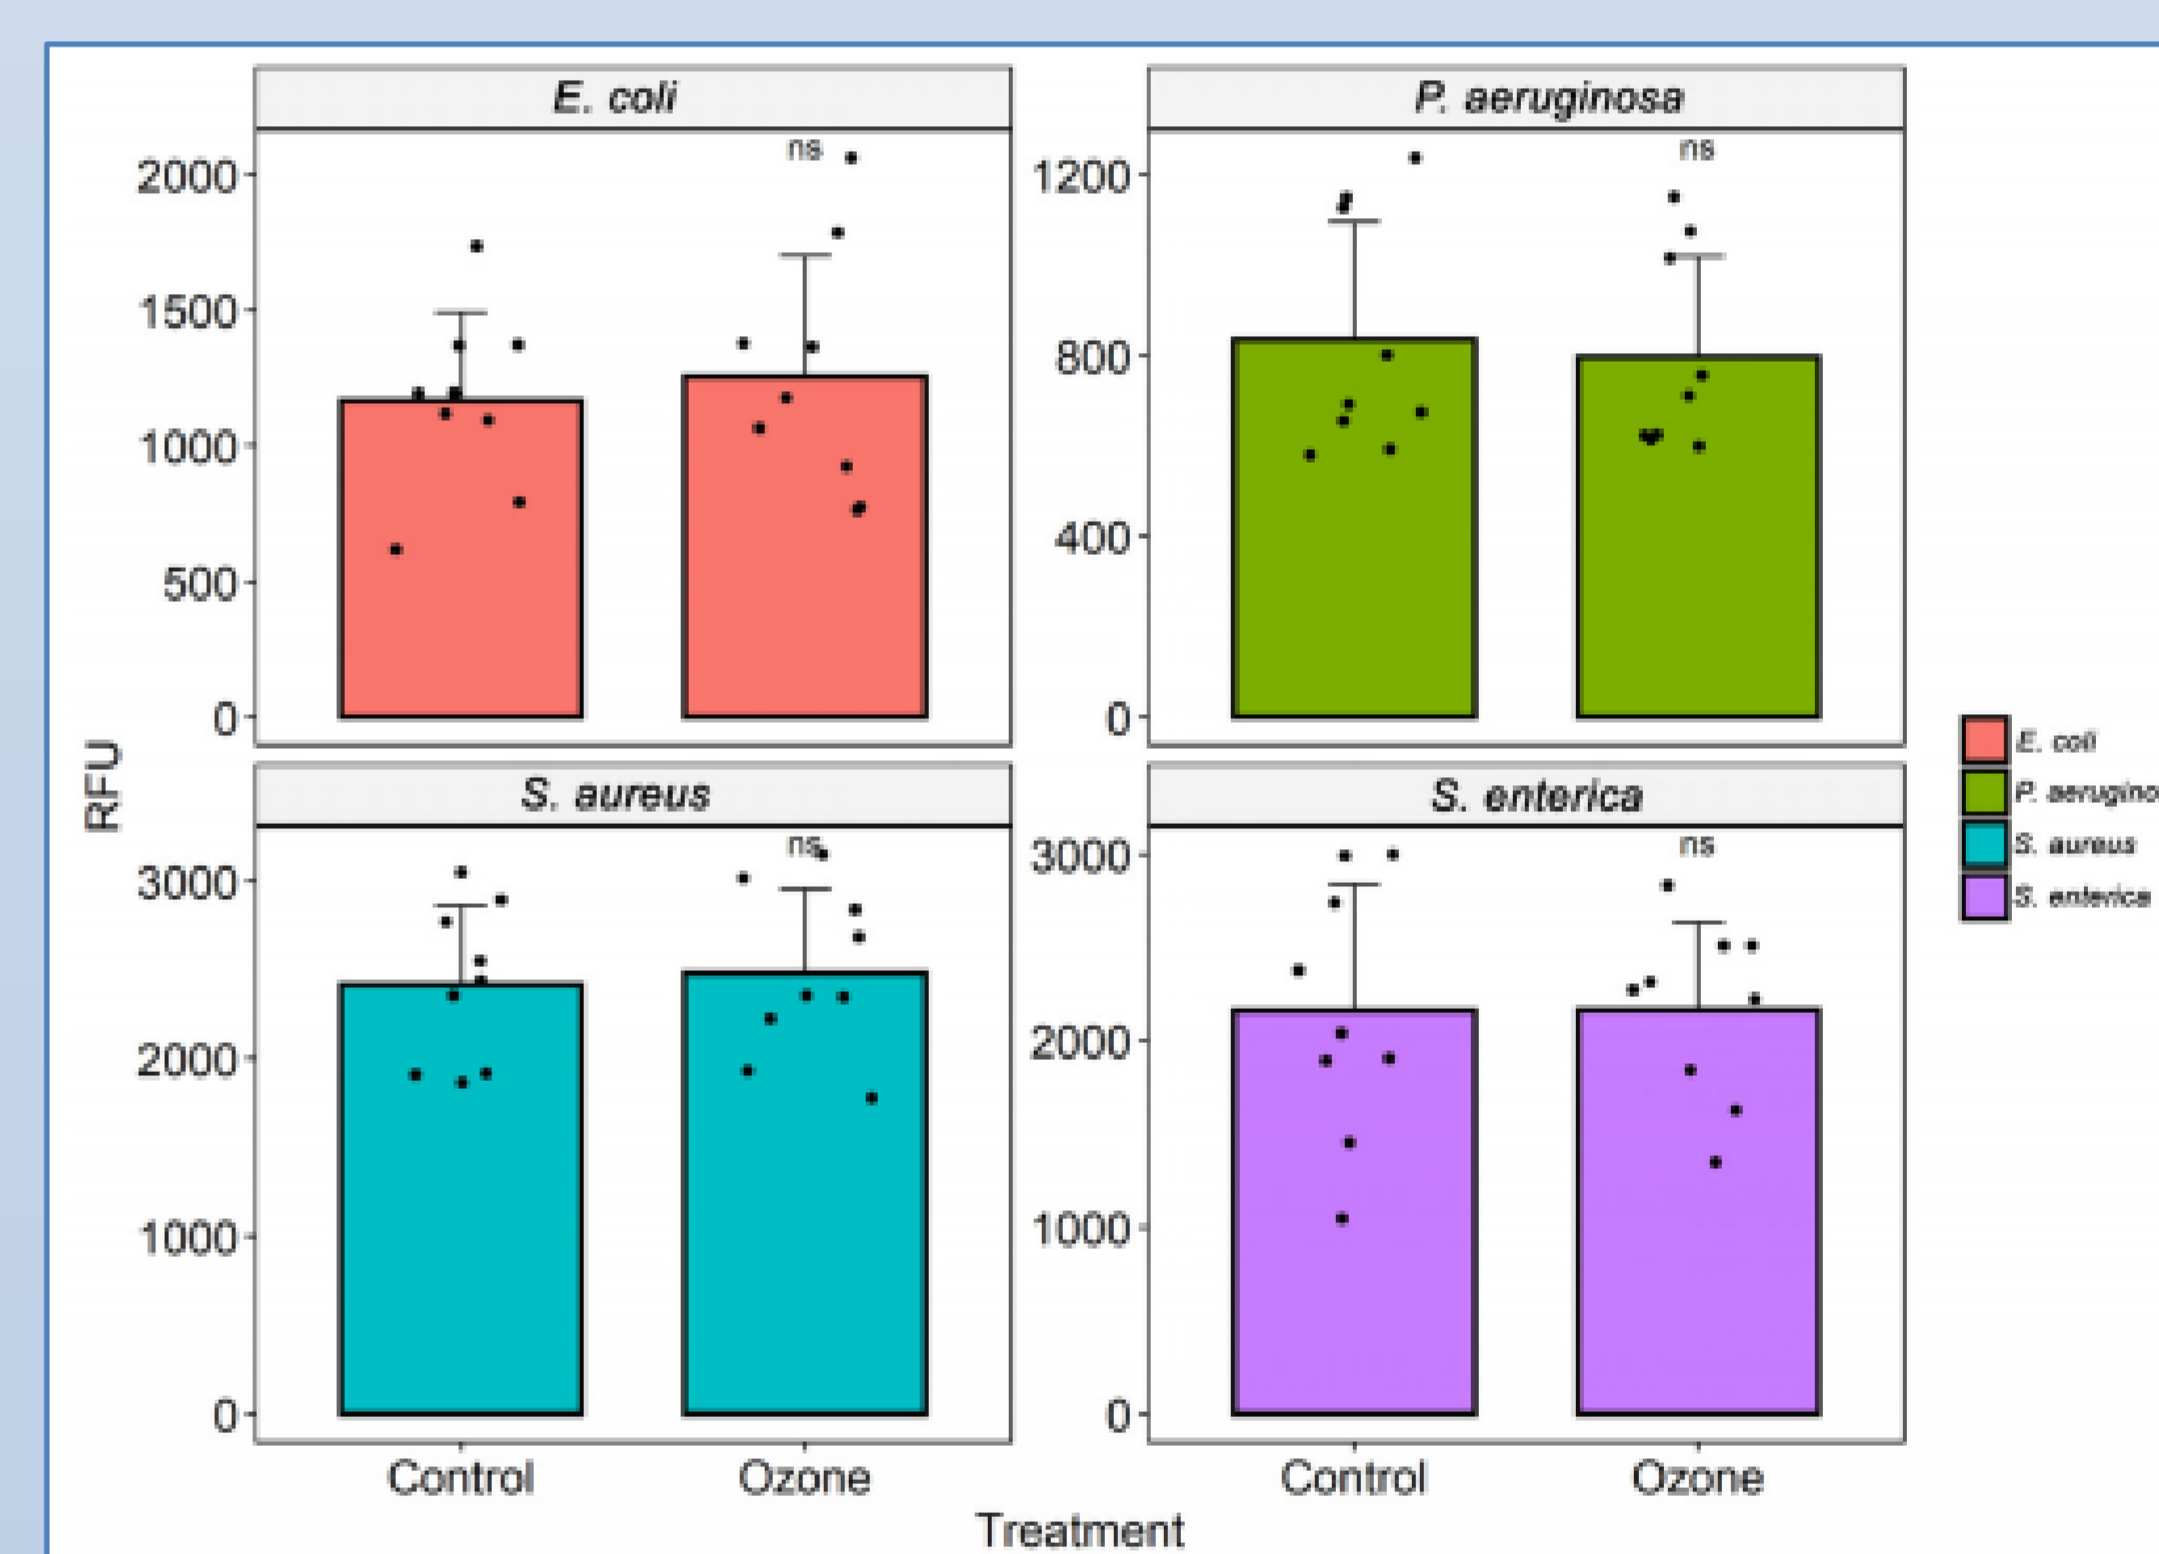 E. coli
P. aeruginosa
ns
ns
2000
1500
1000
500
0
1200
800
400
0
RFU
S. aureus
S. enterica
ns
ns
3000
2000
1000
0
3000
2000
1000
0
Control
Ozone
Control
Ozone
Treatment
E. coli
P. aerugino
S. aureus
S. enterica